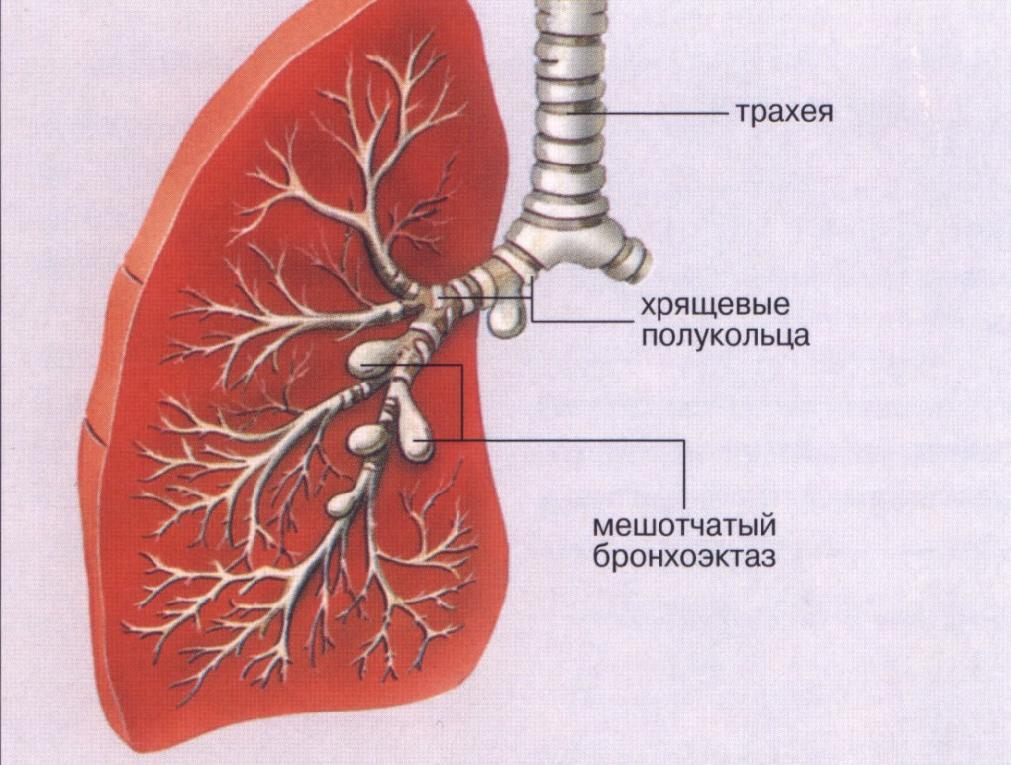 трахея
хрящевые
полукольца
мешотчатый
бронхоэктаз